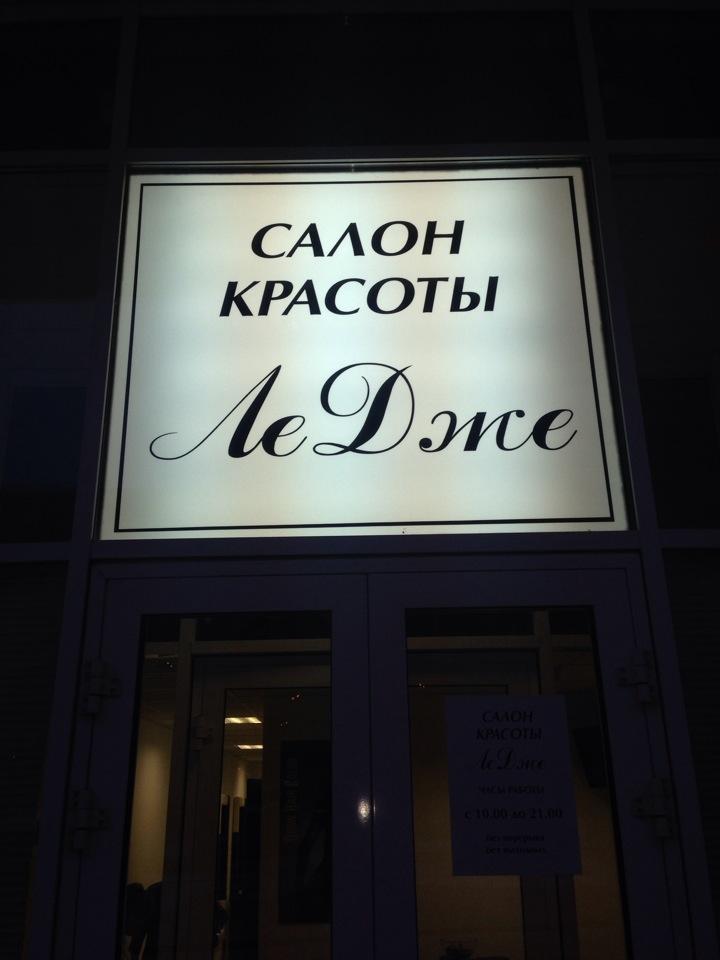 САЛОН
КРАСОТЫ
ЛеДже
САЛОН
КРАСОТЫ
ЛеДже
ЧАСЫ РАБОТЫ
с 10.00 до 21.00
без перерыва
без выходных